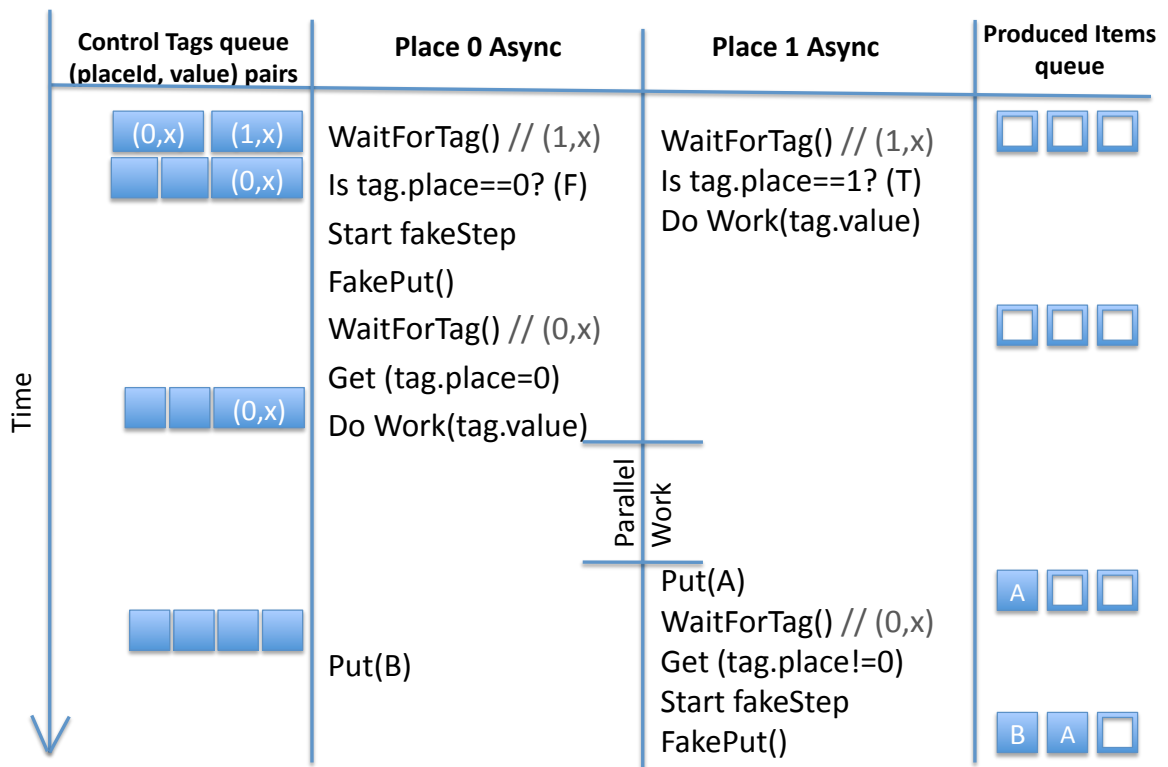 Control Tags queue
(placeId, value) pairs
Place 0 Async
Place 1 Async
Produced Items
queue
Time
(0,x) (1,x)
(0,x)
(0,x)
WaitForTag() // (1,x)
Is tag.place==0? (F)
Start fakeStep
FakePut()
WaitForTag() // (0,x)
Get (tag.place=0)
Do Work(tag.value)
Put(B)
Parallel
Work
WaitForTag() // (1,x)
Is tag.place==1? (T)
Do Work(tag.value)
Put(A)
WaitForTag() // (0,x)
Get (tag.place!=0)
Start fakeStep
FakePut()
A
B A